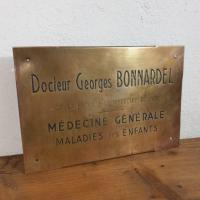 Docteur Georges BONNARDEL
MÉDECINE GÉNÉRALE
MALADIES DES ENFANTS